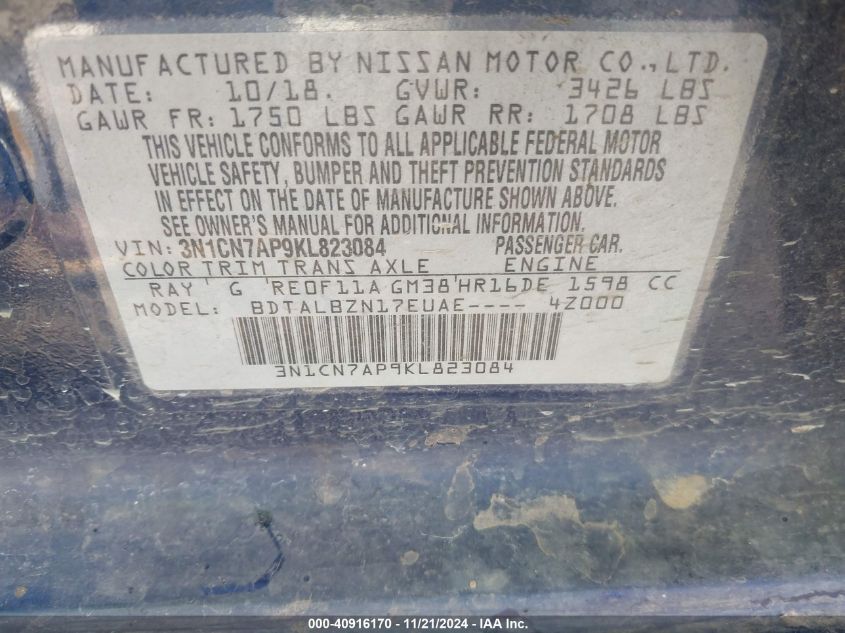 MANUFACTURED BY NISSAN MOTOR CO., LTD.
DATE: 10/18. GVWR: 3426 LBS
GAWR FR: 1750 LBS GAWR RR: 1708 LBS
THIS VEHICLE CONFORMS TO ALL APPLICABLE FEDERAL MOTOR
VEHICLE SAFETY, BUMPER AND THEFT PREVENTION STANDARDS
IN EFFECT ON THE DATE OF MANUFACTURE SHOWN ABOVE.
SEE OWNER'S MANUAL FOR ADDITIONAL INFORMATION.
VIN: 3N1CN7AP9KL823084 PASSENGER CAR.
COLOR TRIM TRANS AXLE ENGINE
RAY G RE0F11A GM38 HR16DE 1598 CC
MODEL: BDTALBZN17EUAE---- 4Z000
3N1CN7AP9KL823084
000-40916170 - 11/21/2024 - IAA Inc.